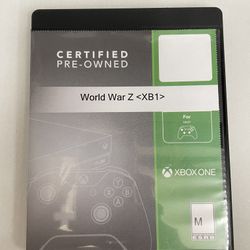 CERTIFIED
PRE-OWNED
World War Z <XB1>
For
XBOX ONE
M